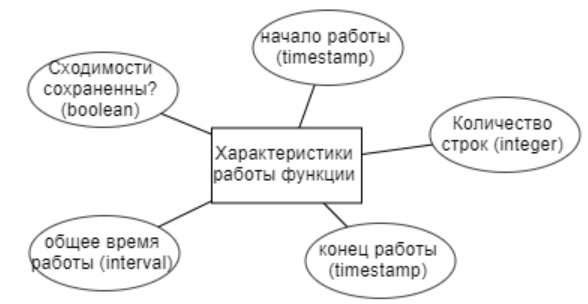 начало работы
(timestamp)
Сходимости
сохраненны?
(boolean)
Количество
строк (integer)
Характеристики
работы функции
общее время
работы (interval)
конец работы
(timestamp)